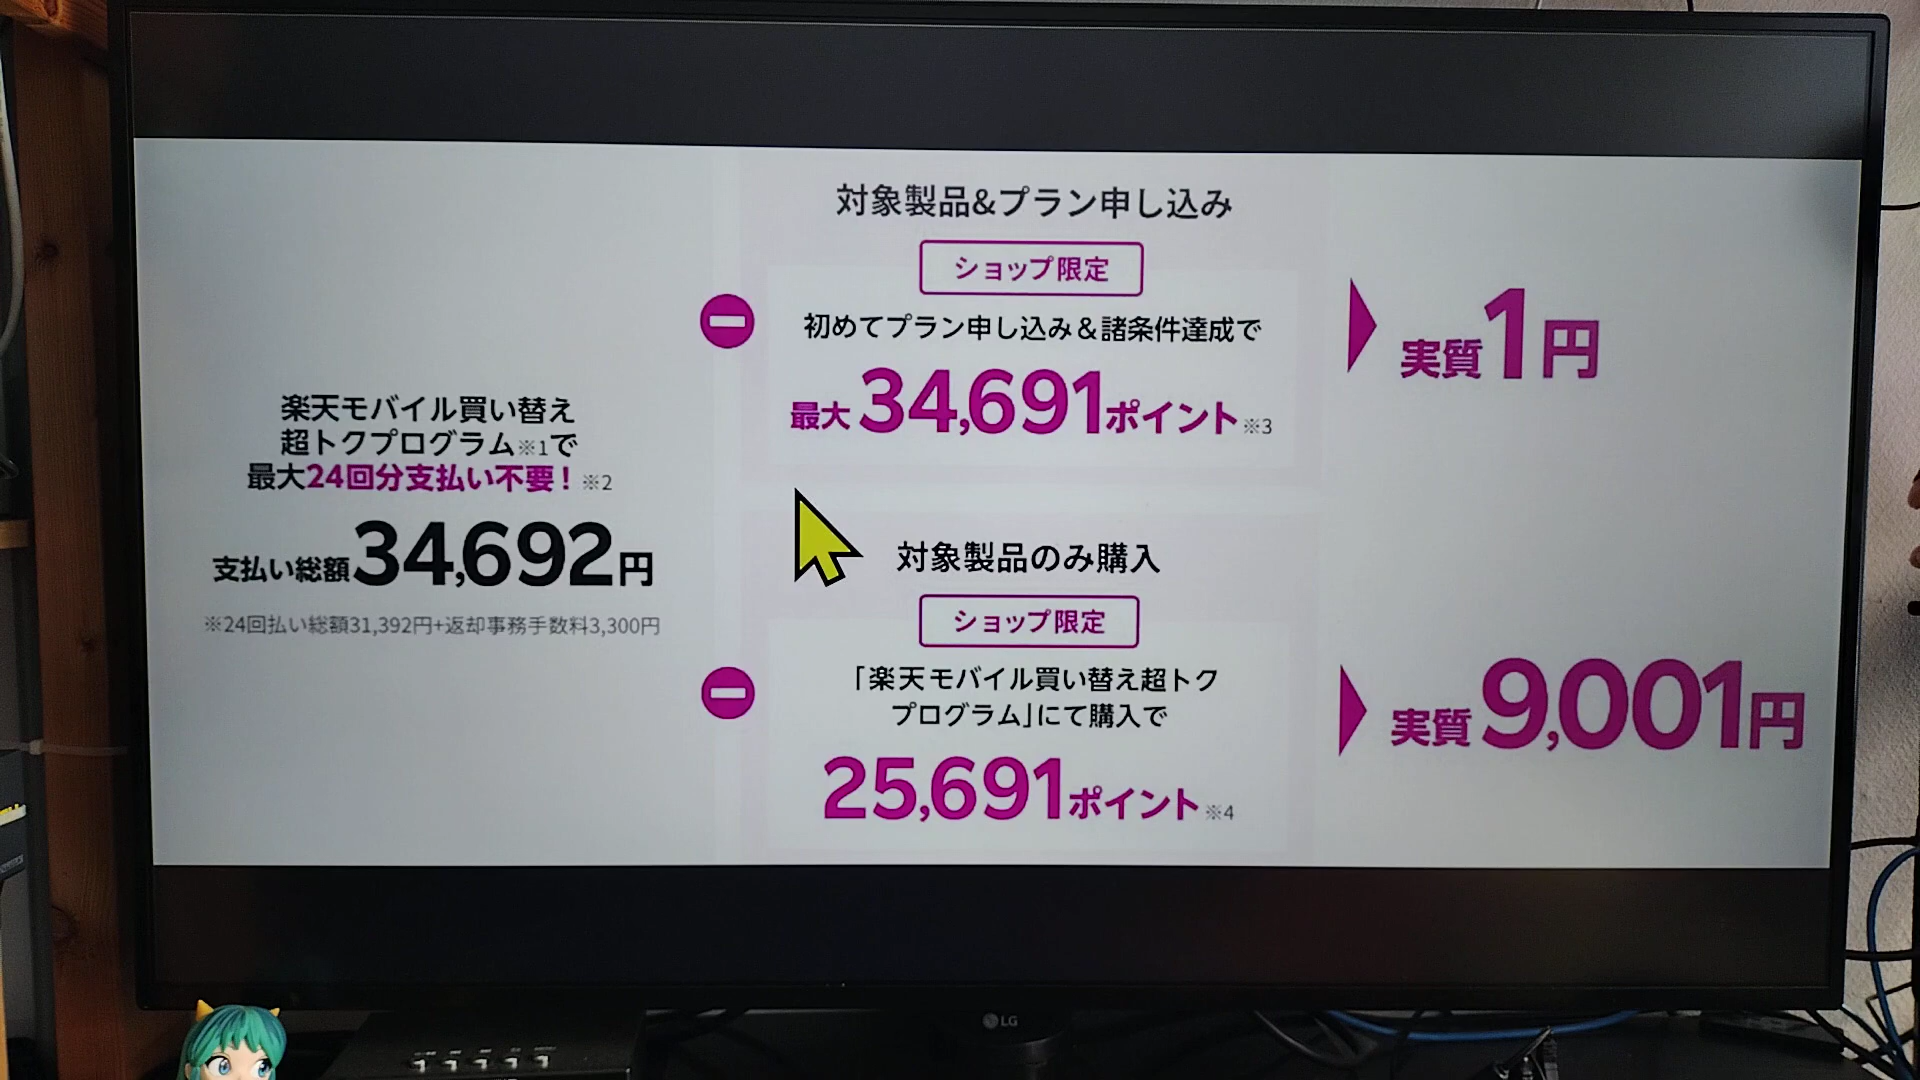 楽天モバイル買い替え
超トクプログラム※1で
最大24回分支払い不要！※2
支払い総額34,692円
※24回払い総額31,392円+返却事務手数料3,300円
対象製品&プラン申し込み
ショップ限定
初めてプラン申し込み＆諸条件達成で
最大34,691ポイント※3
実質1円
対象製品のみ購入
ショップ限定
「楽天モバイル買い替え超トク
プログラム」にて購入で
25,691ポイント※4
実質9,001円
LG